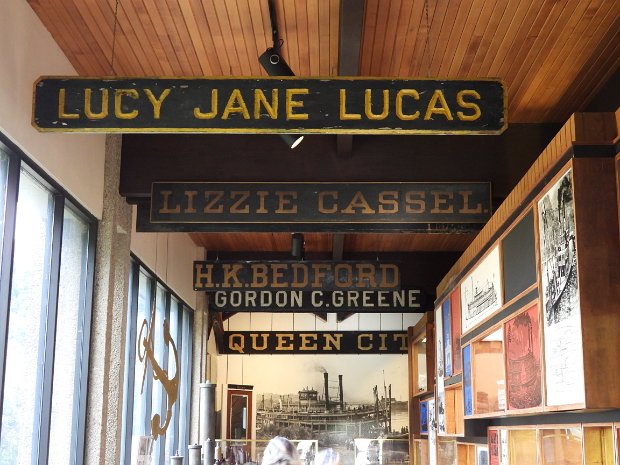 LUCY JANE LUCAS
LIZZIE CASSEL.
H.K.BEDFORD
GORDON C. GREENE
QUEEN CIT